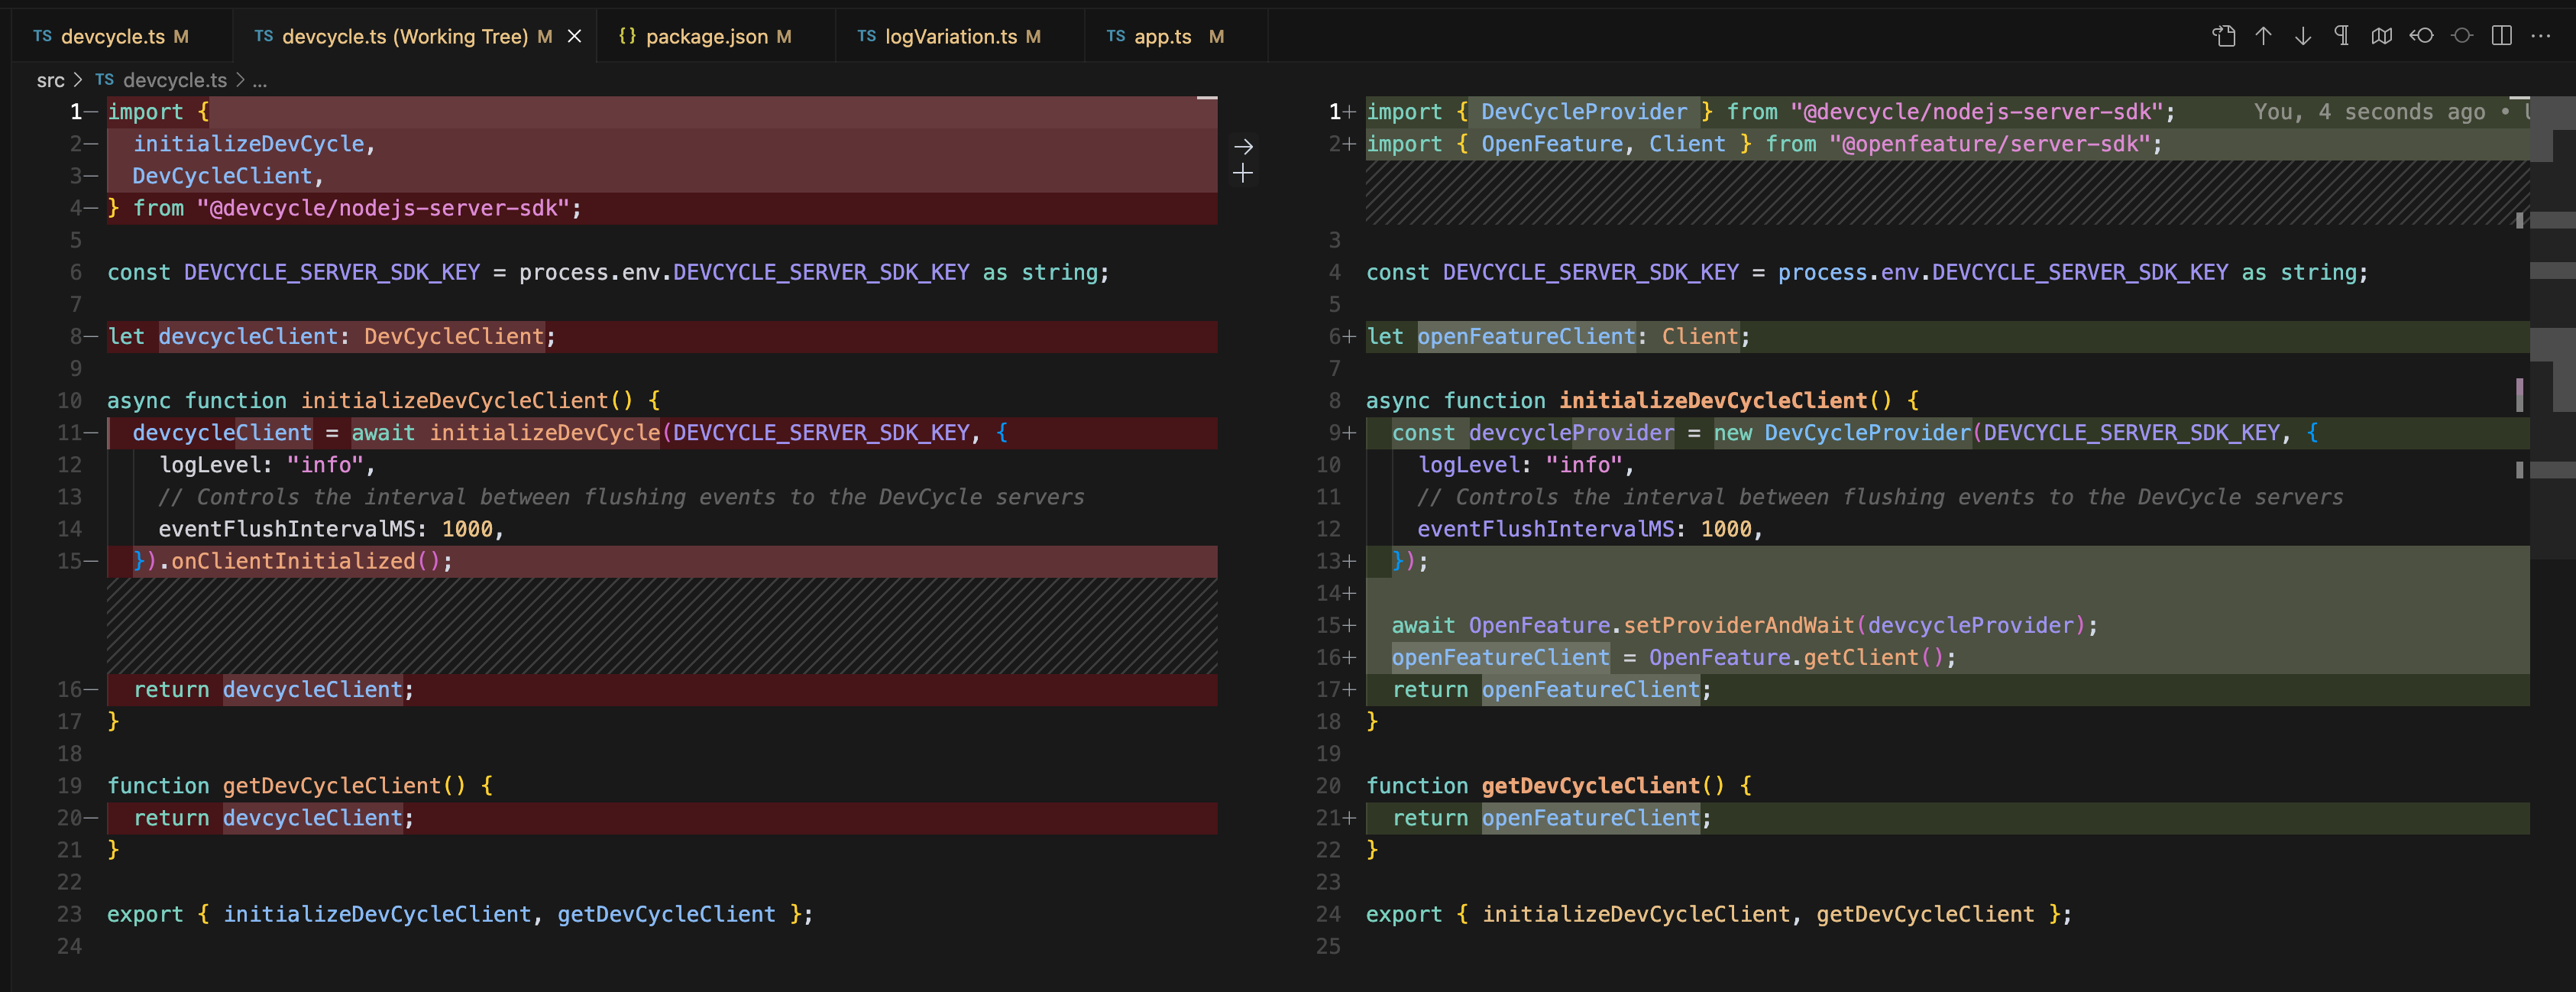 TS devcycle.ts M
TS devcycle.ts (Working Tree) M
{} package.json M
TS logVariation.ts M
TS app.ts M
src > TS devcycle.ts > ...
1— import {
2— initializeDevCycle,
3— DevCycleClient,
4— } from "@devcycle/nodejs-server-sdk";
5
6 const DEVCYCLE_SERVER_SDK_KEY = process.env.DEVCYCLE_SERVER_SDK_KEY as string;
7
8— let devcycleClient: DevCycleClient;
9
10 async function initializeDevCycleClient() {
11— devcycleClient = await initializeDevCycle(DEVCYCLE_SERVER_SDK_KEY, {
12 logLevel: "info",
13 // Controls the interval between flushing events to the DevCycle servers
14 eventFlushIntervalMS: 1000,
15— }).onClientInitialized();
16— return devcycleClient;
17 }
18
19 function getDevCycleClient() {
20— return devcycleClient;
21 }
22
23 export { initializeDevCycleClient, getDevCycleClient };
24
1+ import { DevCycleProvider } from "@devcycle/nodejs-server-sdk"; You, 4 seconds ago •
2+ import { OpenFeature, Client } from "@openfeature/server-sdk";
3
4 const DEVCYCLE_SERVER_SDK_KEY = process.env.DEVCYCLE_SERVER_SDK_KEY as string;
5
6+ let openFeatureClient: Client;
7
8 async function initializeDevCycleClient() {
9+ const devcycleProvider = new DevCycleProvider(DEVCYCLE_SERVER_SDK_KEY, {
10 logLevel: "info",
11 // Controls the interval between flushing events to the DevCycle servers
12 eventFlushIntervalMS: 1000,
13+ });
14+
15+ await OpenFeature.setProviderAndWait(devcycleProvider);
16+ openFeatureClient = OpenFeature.getClient();
17+ return openFeatureClient;
18 }
19
20 function getDevCycleClient() {
21+ return openFeatureClient;
22 }
23
24 export { initializeDevCycleClient, getDevCycleClient };
25